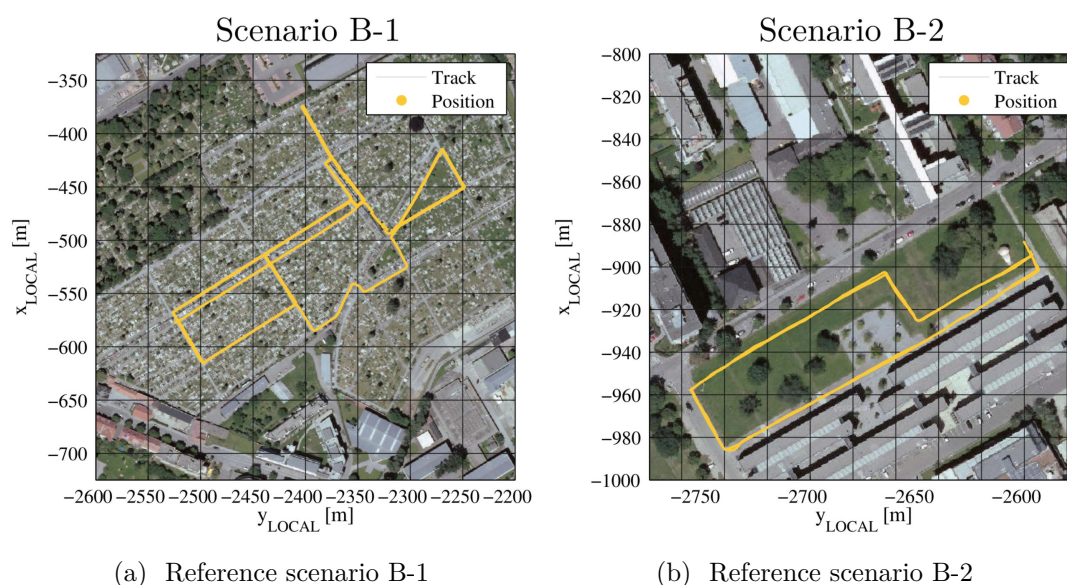 Scenario B-1
Track
Position
−350
−400
−450
−500
−550
−600
−650
−700
x_LOCAL [m]
−2600 −2550 −2500 −2450 −2400 −2350 −2300 −2250 −2200
y_LOCAL [m]
(a) Reference scenario B-1
Scenario B-2
Track
Position
−800
−820
−840
−860
−880
−900
−920
−940
−960
−980
−1000
x_LOCAL [m]
−2750 −2700 −2650 −2600
y_LOCAL [m]
(b) Reference scenario B-2